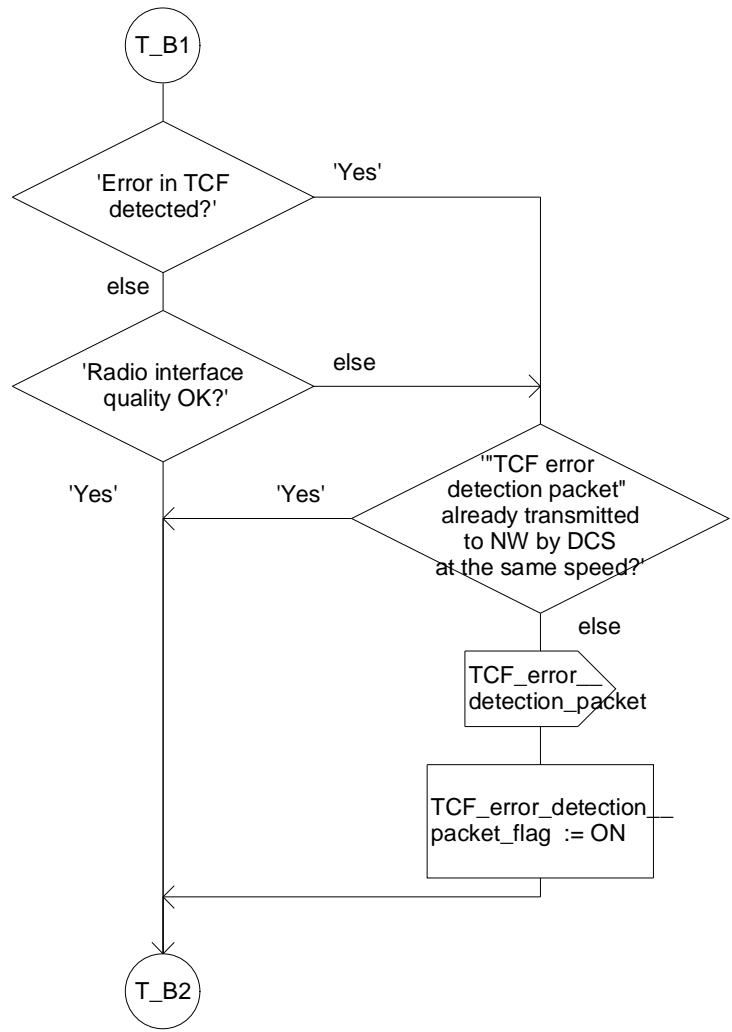 T_B1
'Error in TCF
detected?'
'Yes'
else
'Radio interface
quality OK?'
else
'Yes'
'Yes'
'"TCF error
detection packet"
already transmitted
to NW by DCS
at the same speed?'
else
TCF_error__
detection_packet
TCF_error_detection__
packet_flag := ON
T_B2